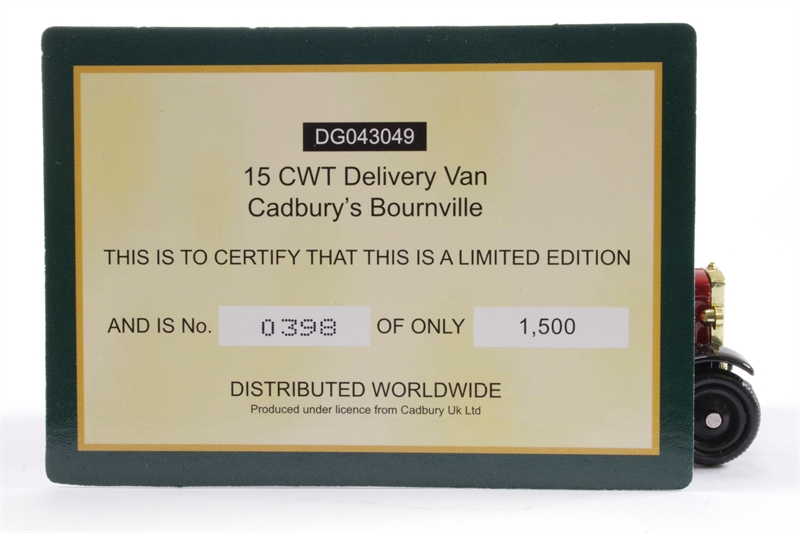 DG043049
15 CWT Delivery Van
Cadbury's Bournville
THIS IS TO CERTIFY THAT THIS IS A LIMITED EDITION
AND IS No. 0398 OF ONLY 1,500
DISTRIBUTED WORLDWIDE
Produced under licence from Cadbury Uk Ltd